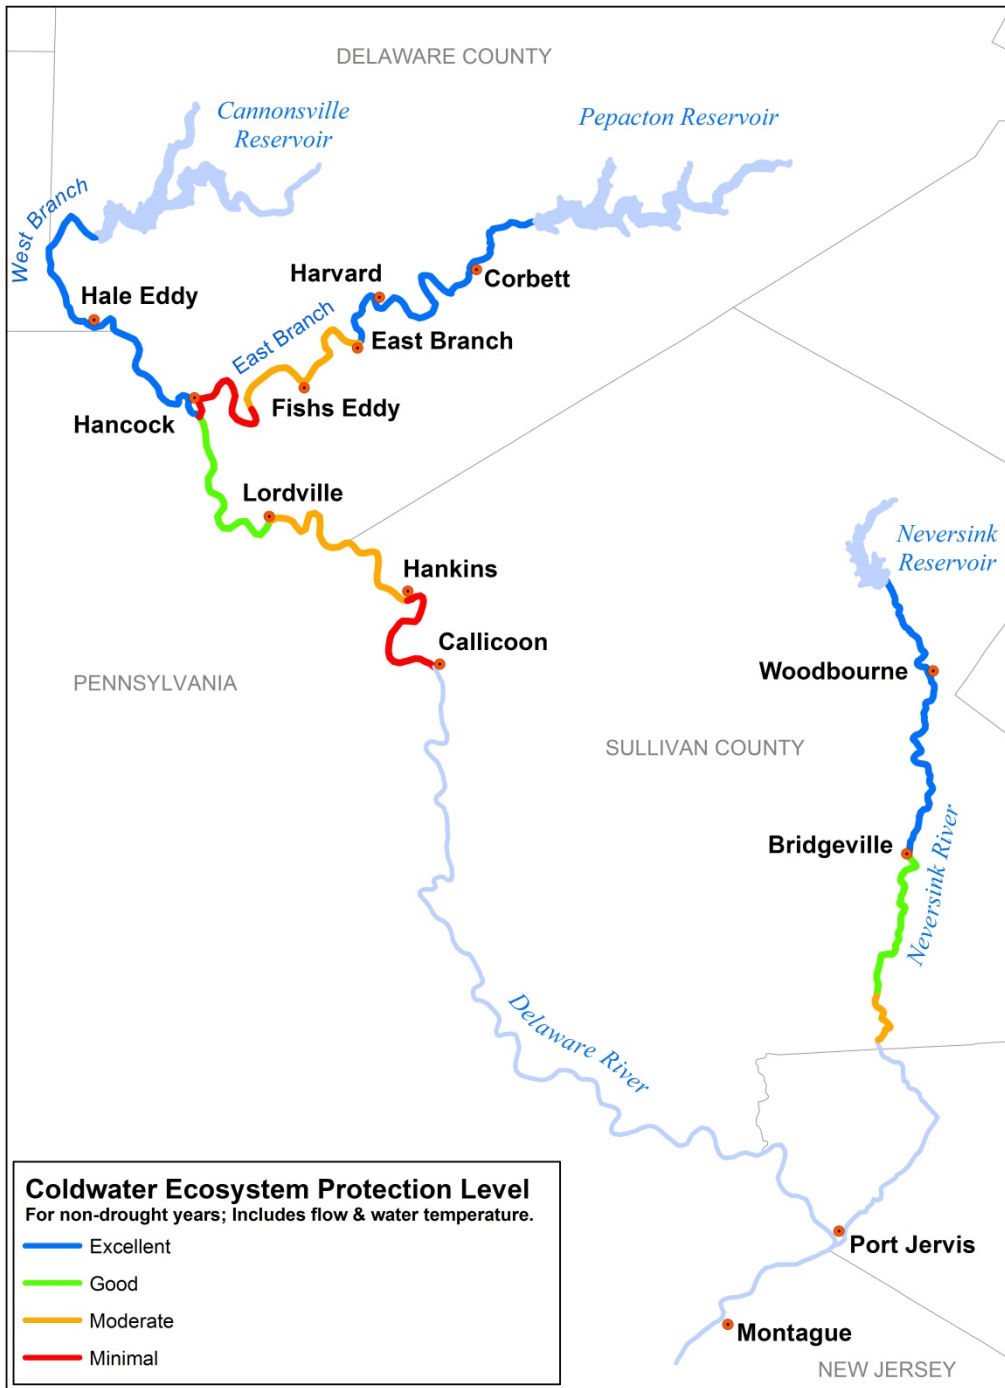 DELAWARE COUNTY
Cannonsville
Reservoir
Pepacton Reservoir
West Branch
Harvard
Corbett
Hale Eddy
East Branch
East Branch
Fishs Eddy
Hancock
Lordville
Neversink
Reservoir
Hankins
Callicoon
Woodbourne
PENNSYLVANIA
SULLIVAN COUNTY
Bridgeville
Neversink River
Delaware River
Coldwater Ecosystem Protection Level
For non-drought years; Includes flow & water temperature.
Excellent
Good
Moderate
Minimal
Port Jervis
Montague
NEW JERSEY